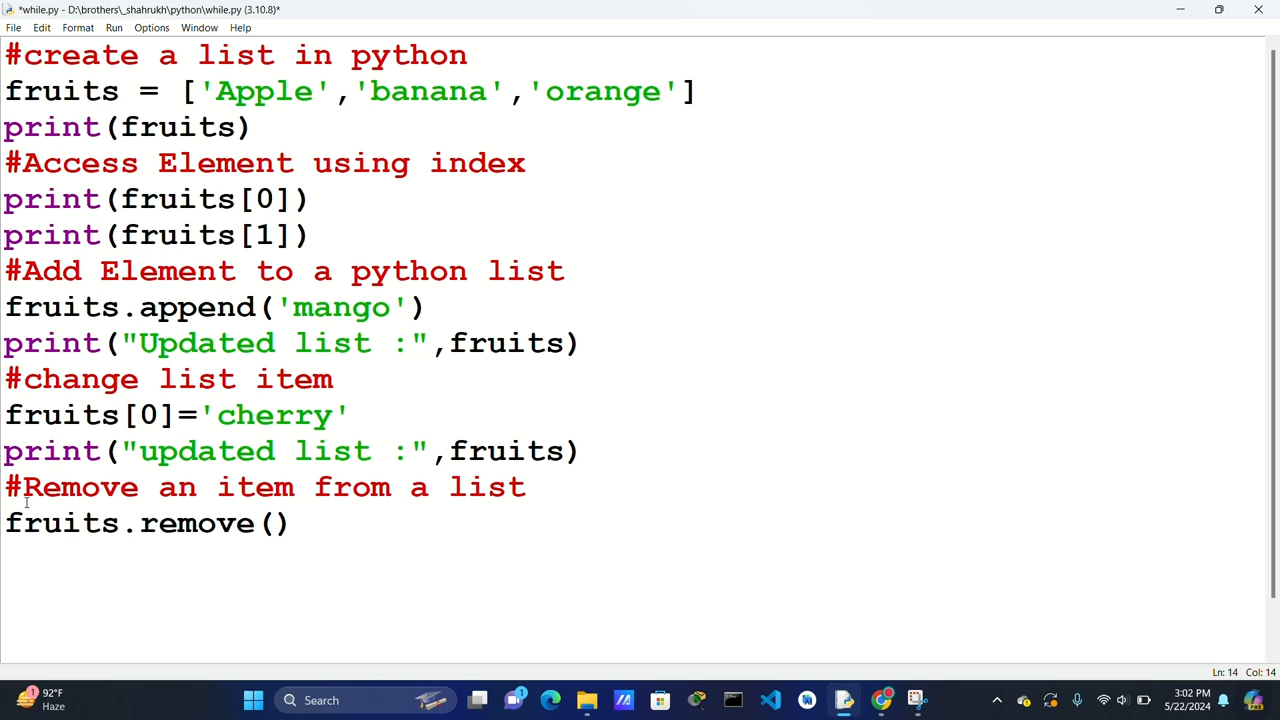 *while.py - D:\brothers\_shahrukh\python\while.py (3.10.8)*
File Edit Format Run Options Window Help
#create a list in python
fruits = ['Apple','banana','orange']
print(fruits)
#Access Element using index
print(fruits[0])
print(fruits[1])
#Add Element to a python list
fruits.append('mango')
print("Updated list :",fruits)
#change list item
fruits[0]='cherry'
print("updated list :",fruits)
#Remove an item from a list
fruits.remove()
Ln: 14 Col: 14
1 92°F
Haze
Search
1
3:02 PM
5/22/2024